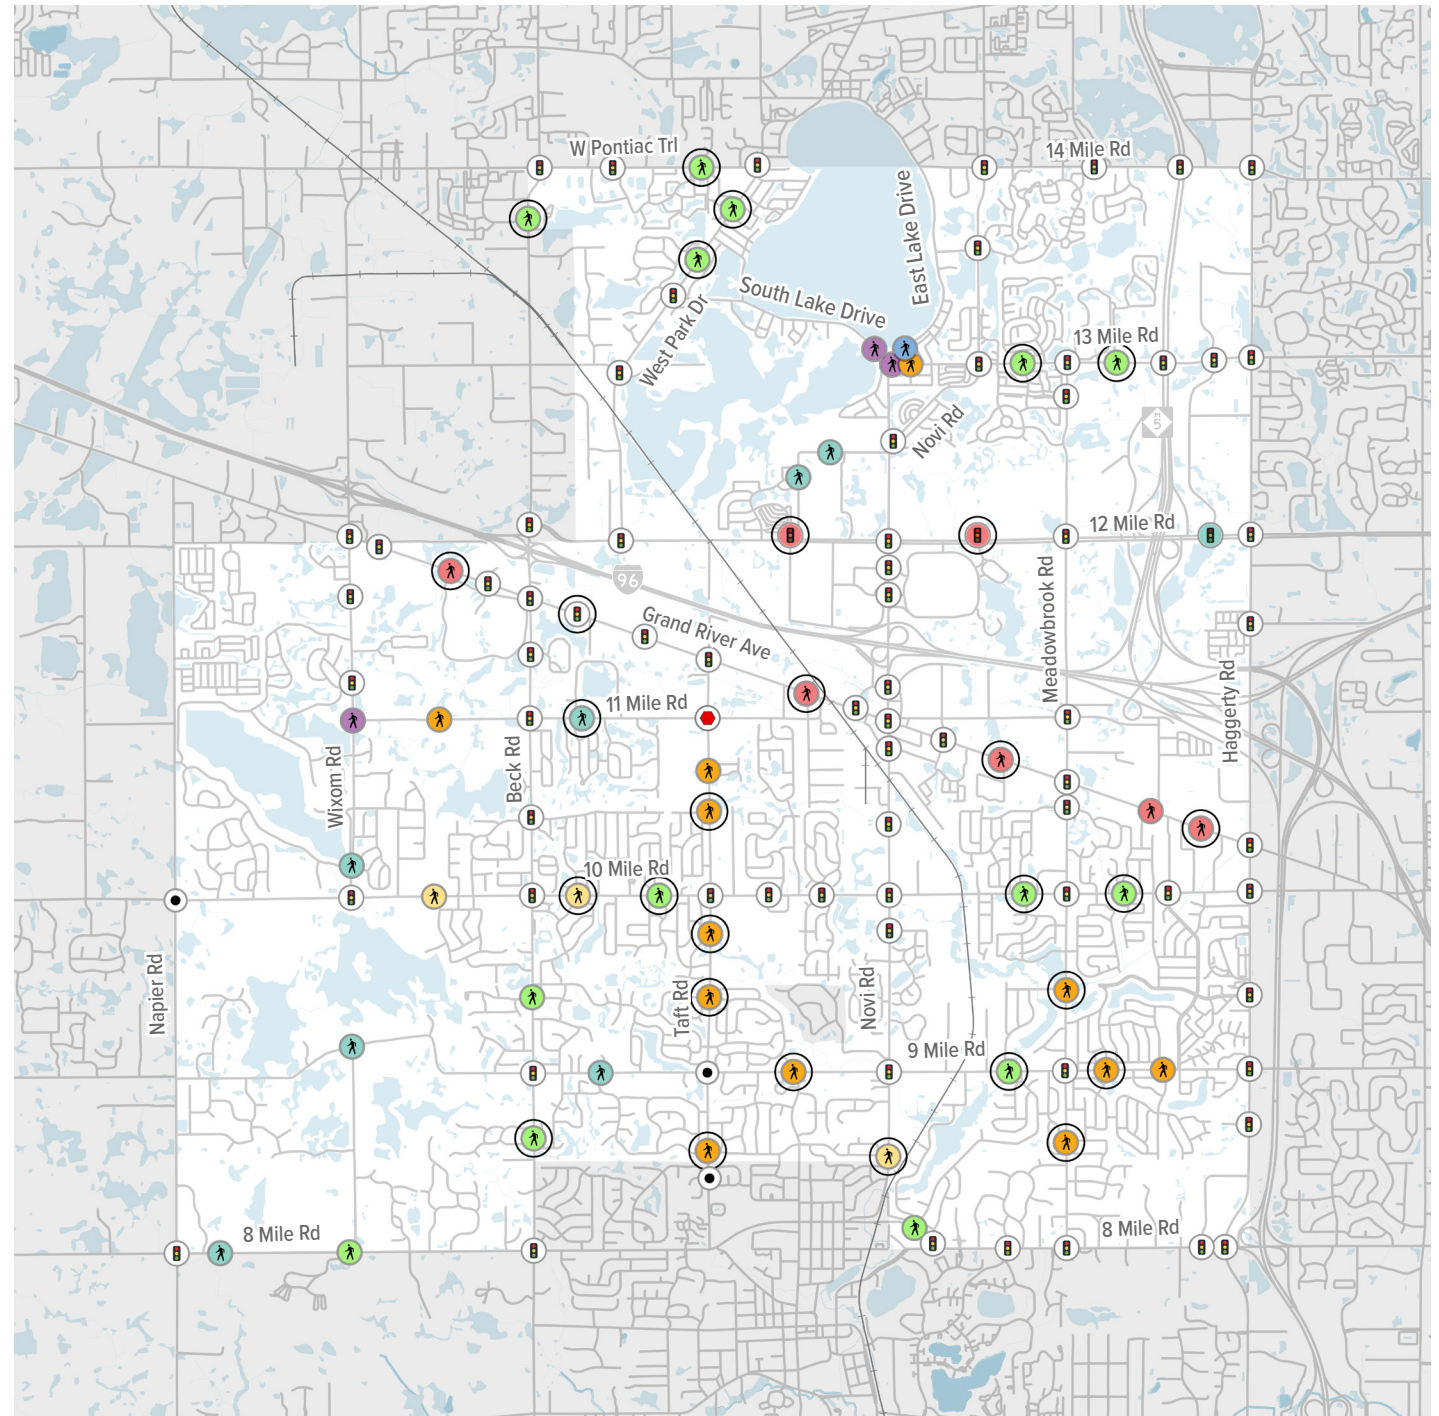 W Pontiac Trl
14 Mile Rd
East Lake Drive
South Lake Drive
13 Mile Rd
West Park Dr
Novi Rd
M
5
12 Mile Rd
96
Grand River Ave
Meadowbrook Rd
Haggerty Rd
11 Mile Rd
Beck Rd
Wixom Rd
10 Mile Rd
Napier Rd
Taft Rd
Novi Rd
9 Mile Rd
8 Mile Rd
8 Mile Rd